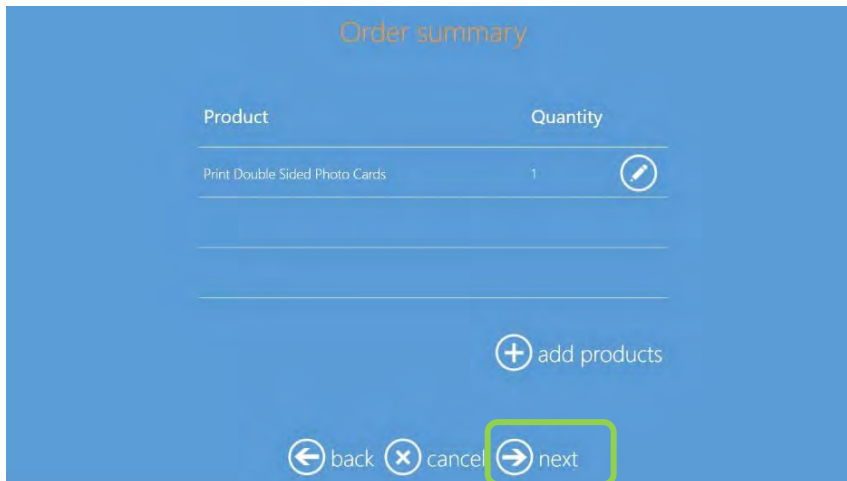 Order summary
Product Quantity
Print Double Sided Photo Cards 1
add products
back cancel next